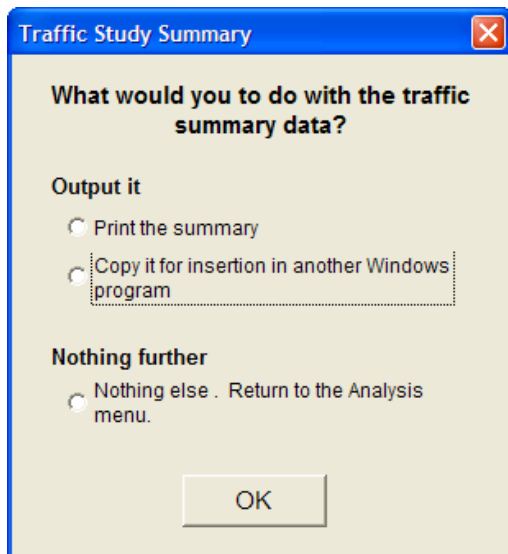 Traffic Study Summary
What would you to do with the traffic
summary data?
Output it
Print the summary
Copy it for insertion in another Windows
program
Nothing further
Nothing else .  Return to the Analysis
menu.
OK